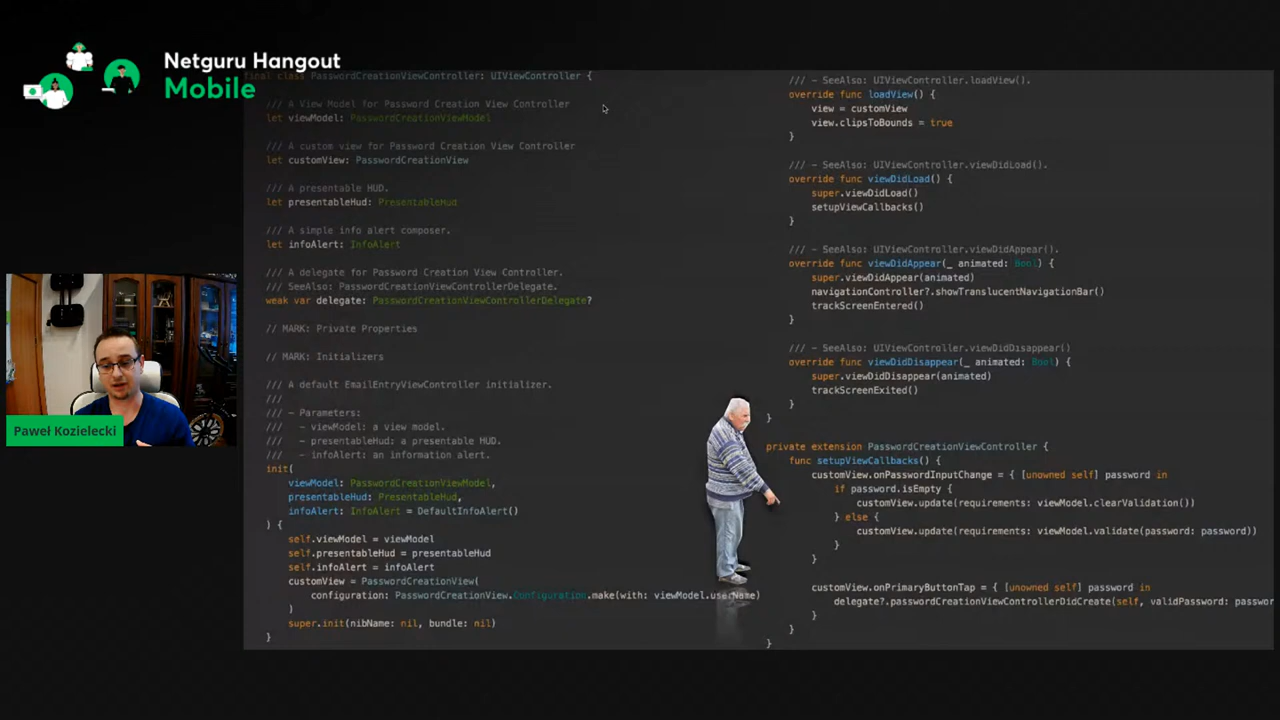 Netguru Hangout
Mobile
final class PasswordCreationViewController: UIViewController {
/// A View Model for Password Creation View Controller
let viewModel: PasswordCreationViewModel
/// A custom view for Password Creation View Controller
let customView: PasswordCreationView
/// A presentable HUD.
let presentableHud: PresentableHud
/// A simple info alert composer.
let infoAlert: InfoAlert
/// A delegate for Password Creation View Controller.
/// SeeAlso: PasswordCreationViewControllerDelegate.
weak var delegate: PasswordCreationViewControllerDelegate?
// MARK: Private Properties
// MARK: Initializers
/// A default EmailEntryViewController initializer.
///
/// - Parameters:
///   - viewModel: a view model.
///   - presentableHud: a presentable HUD.
///   - infoAlert: an information alert.
init(
viewModel: PasswordCreationViewModel,
presentableHud: PresentableHud,
infoAlert: InfoAlert = DefaultInfoAlert()
) {
self.viewModel = viewModel
self.presentableHud = presentableHud
self.infoAlert = infoAlert
customView = PasswordCreationView(
configuration: PasswordCreationView.Configuration.make(with: viewModel.userName)
)
super.init(nibName: nil, bundle: nil)
}
/// - SeeAlso: UIViewController.loadView().
override func loadView() {
view = customView
view.clipsToBounds = true
}
/// - SeeAlso: UIViewController.viewDidLoad().
override func viewDidLoad() {
super.viewDidLoad()
setupViewCallbacks()
}
/// - SeeAlso: UIViewController.viewDidAppear().
override func viewDidAppear(_ animated: Bool) {
super.viewDidAppear(animated)
navigationController?.showTranslucentNavigationBar()
trackScreenEntered()
}
/// - SeeAlso: UIViewController.viewDidDisappear()
override func viewDidDisappear(_ animated: Bool) {
super.viewDidDisappear(animated)
trackScreenExited()
}
}
private extension PasswordCreationViewController {
func setupViewCallbacks() {
customView.onPasswordInputChange = { [unowned self] password in
if password.isEmpty {
customView.update(requirements: viewModel.clearValidation())
} else {
customView.update(requirements: viewModel.validate(password: password))
}
}
customView.onPrimaryButtonTap = { [unowned self] password in
delegate?.passwordCreationViewControllerDidCreate(self, validPassword: passwor
}
}
}
Paweł Kozielecki